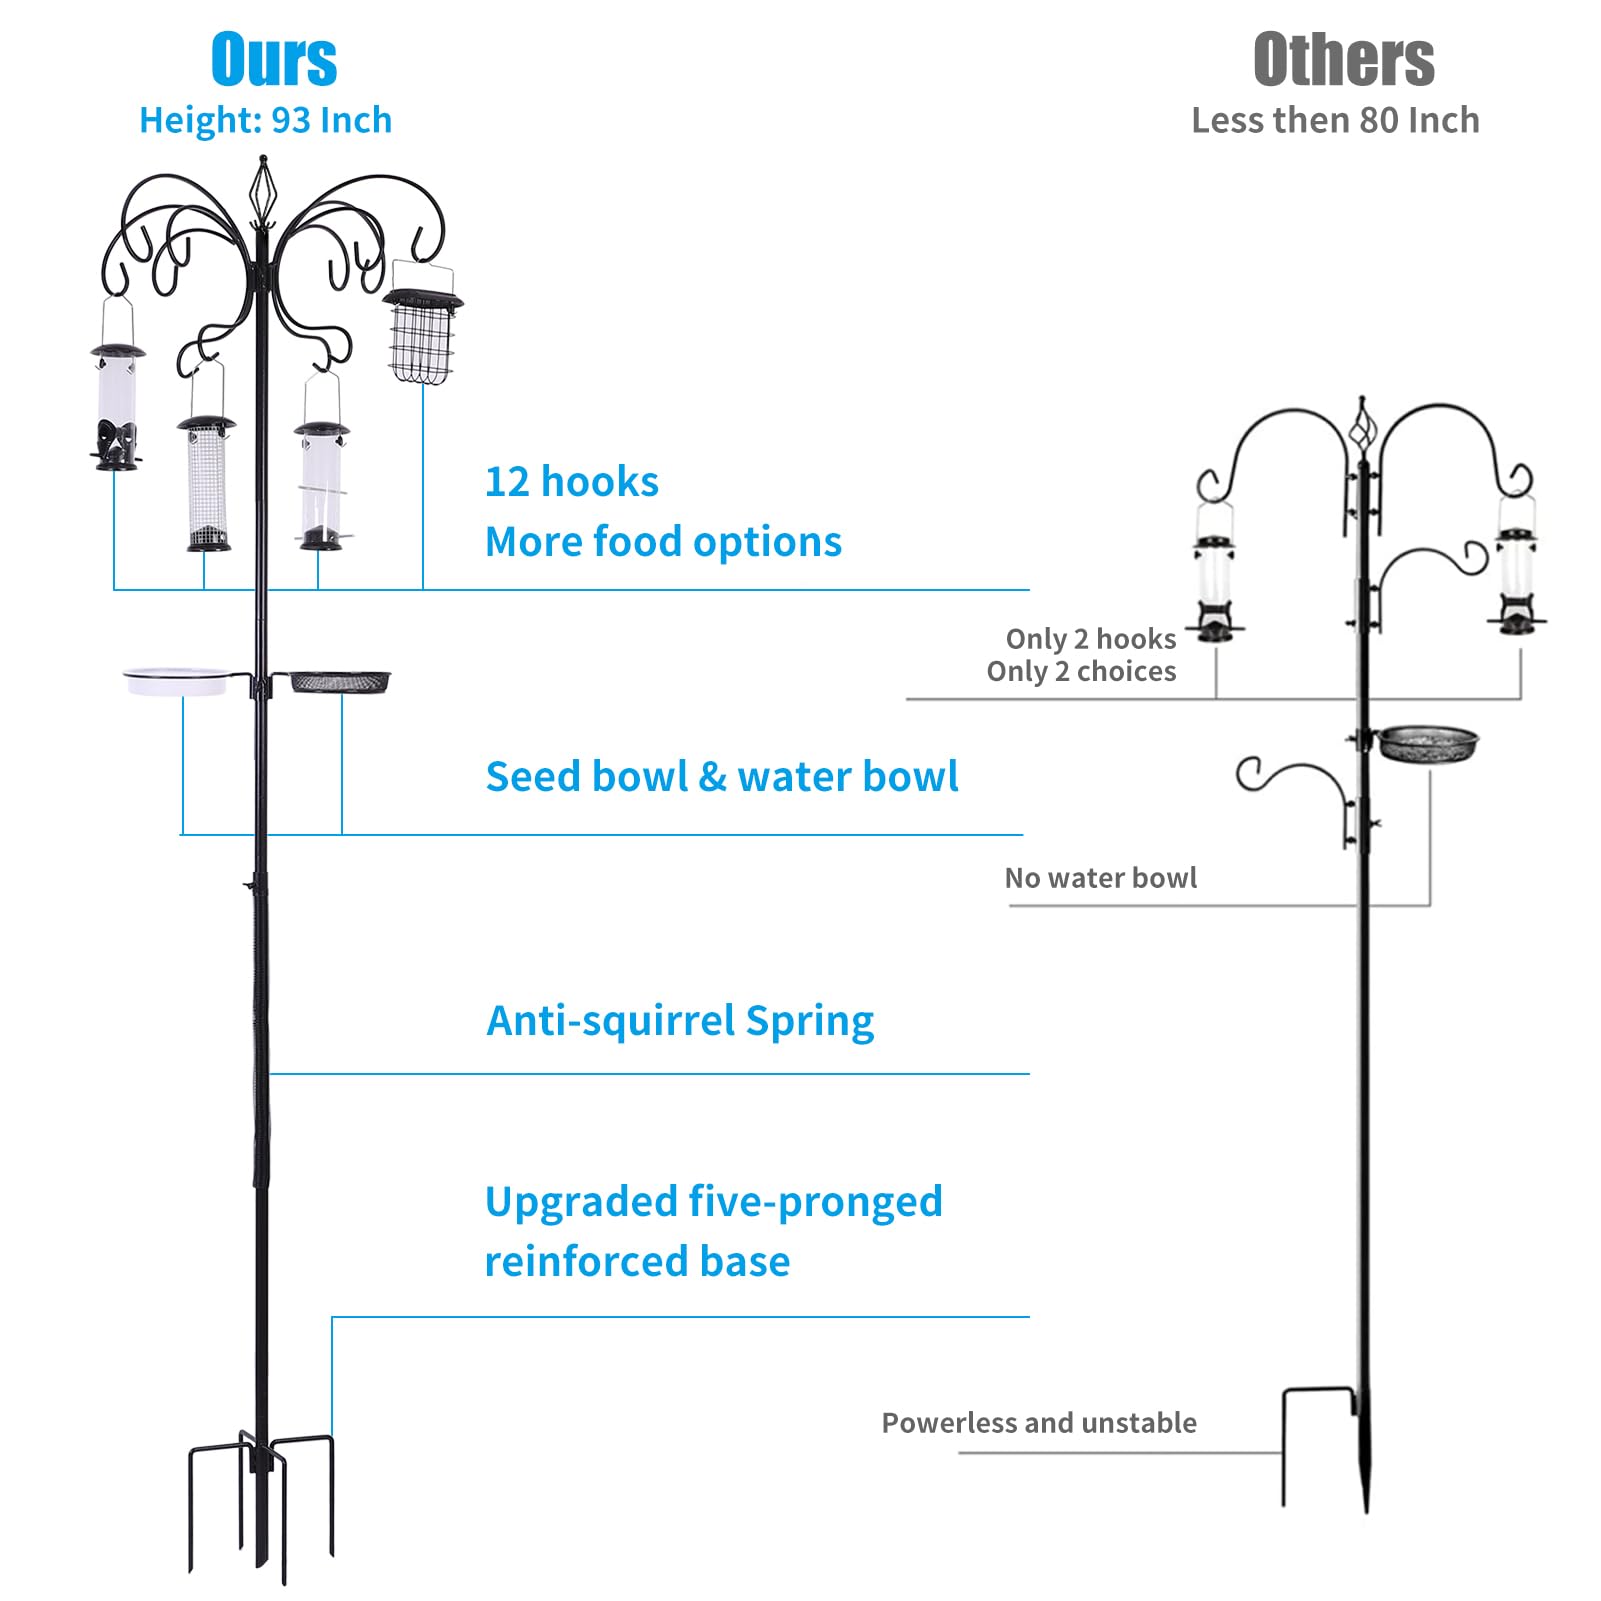 Ours
Height: 93 Inch
Others
Less then 80 Inch
12 hooks
More food options
Only 2 hooks
Only 2 choices
Seed bowl & water bowl
No water bowl
Anti-squirrel Spring
Upgraded five-pronged
reinforced base
Powerless and unstable